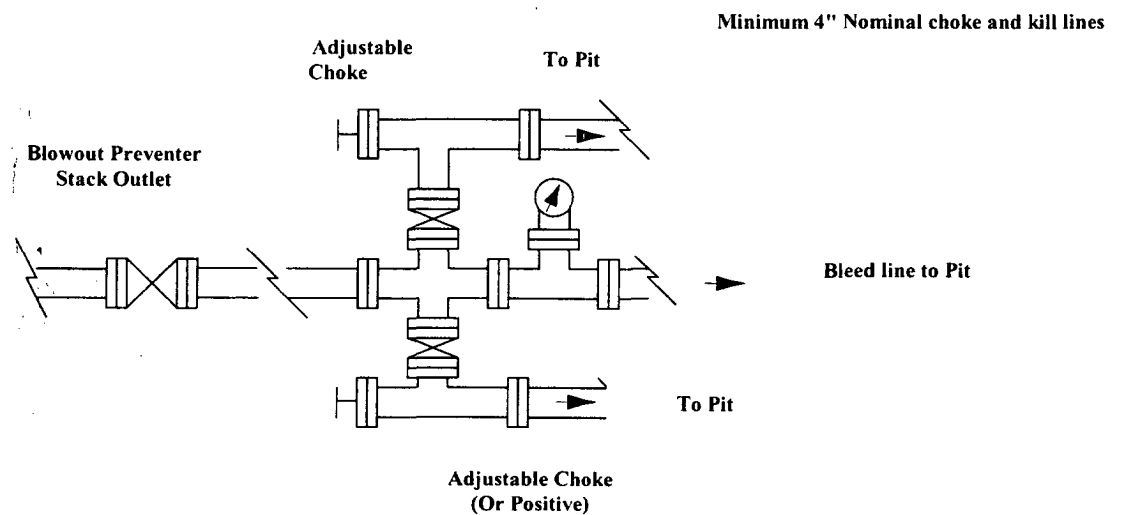 Minimum 4" Nominal choke and kill lines
Adjustable
Choke
To Pit
Blowout Preventer
Stack Outlet
Bleed line to Pit
To Pit
Adjustable Choke
(Or Positive)